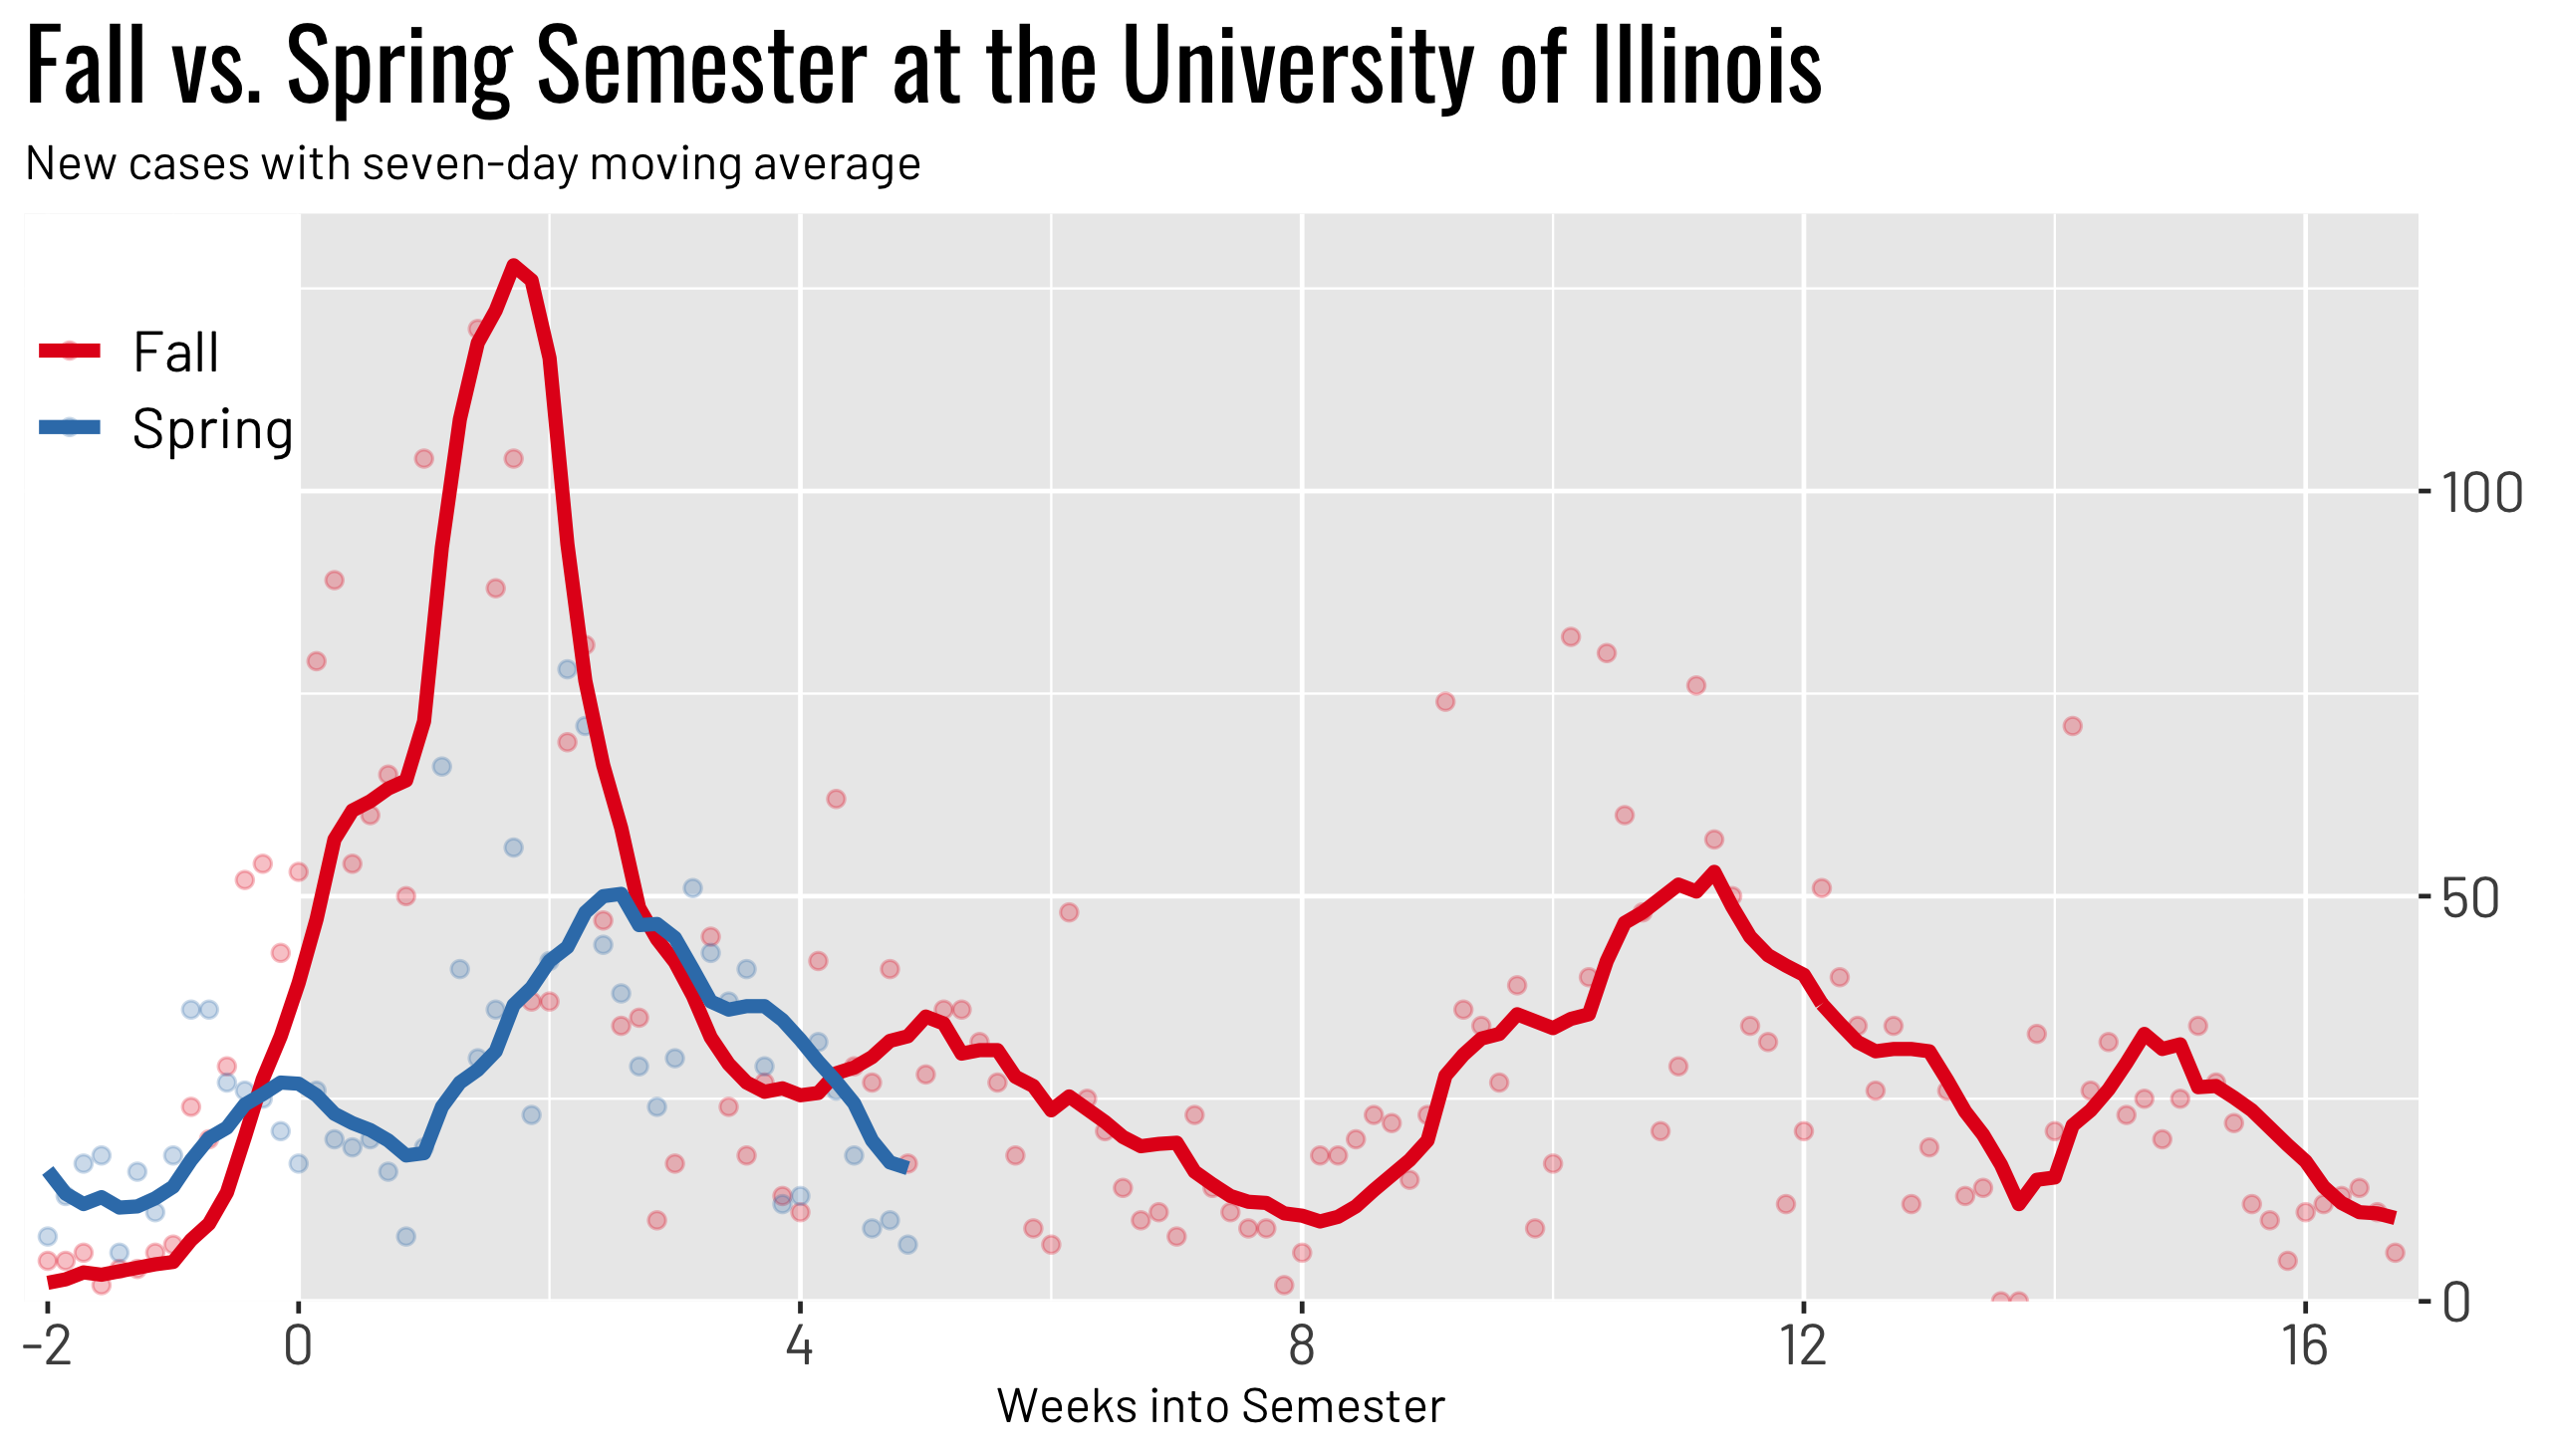 Fall vs. Spring Semester at the University of Illinois
New cases with seven-day moving average
Fall
Spring
100
50
0
-2 0 4 8 12 16
Weeks into Semester